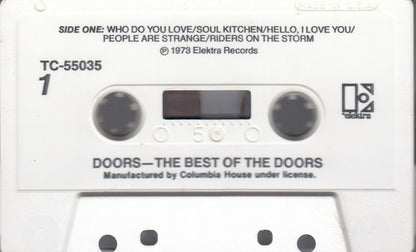 MADE IN U.S.A.
SIDE ONE: WHO DO YOU LOVE/SOUL KITCHEN/HELLO, I LOVE YOU/
PEOPLE ARE STRANGE/RIDERS ON THE STORM
℗ 1973 Elektra Records
TC-55035
1
elektra
5
DOORS—THE BEST OF THE DOORS
Manufactured by Columbia House under license.